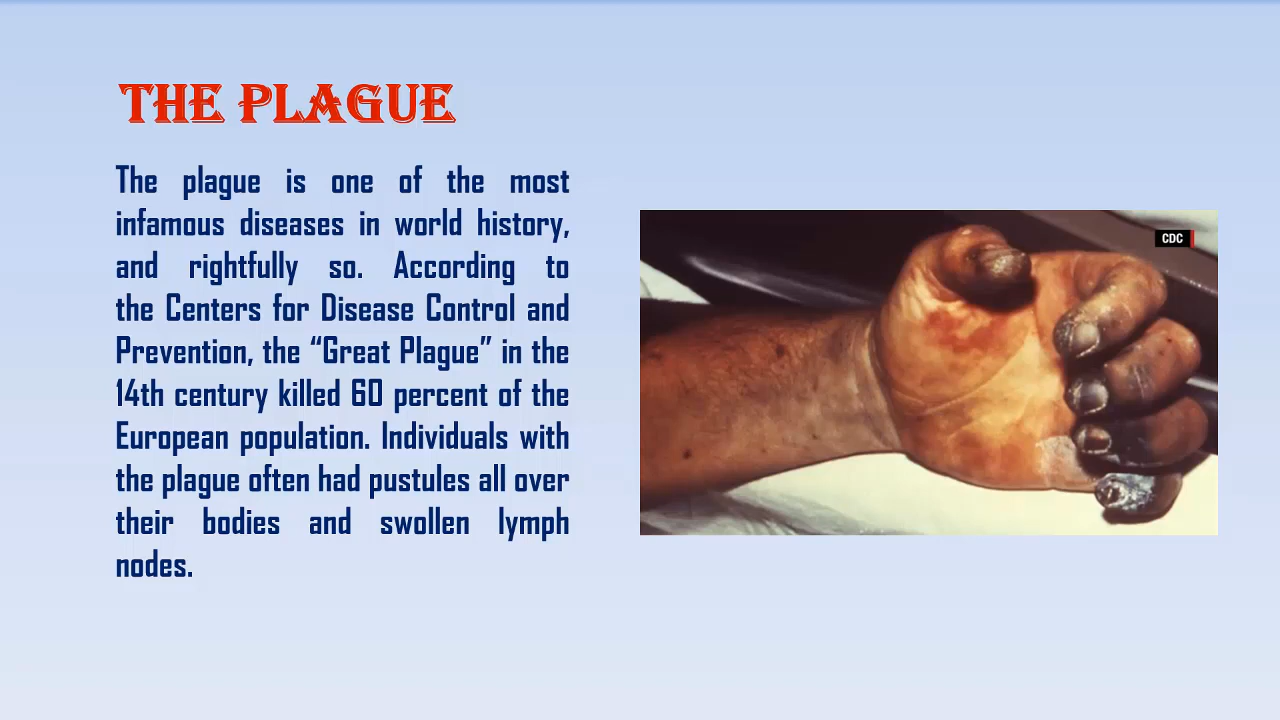 THE PLAGUE
The plague is one of the most
infamous diseases in world history,
and rightfully so. According to
the Centers for Disease Control and
Prevention, the “Great Plague” in the
14th century killed 60 percent of the
European population. Individuals with
the plague often had pustules all over
their bodies and swollen lymph
nodes.
CDC